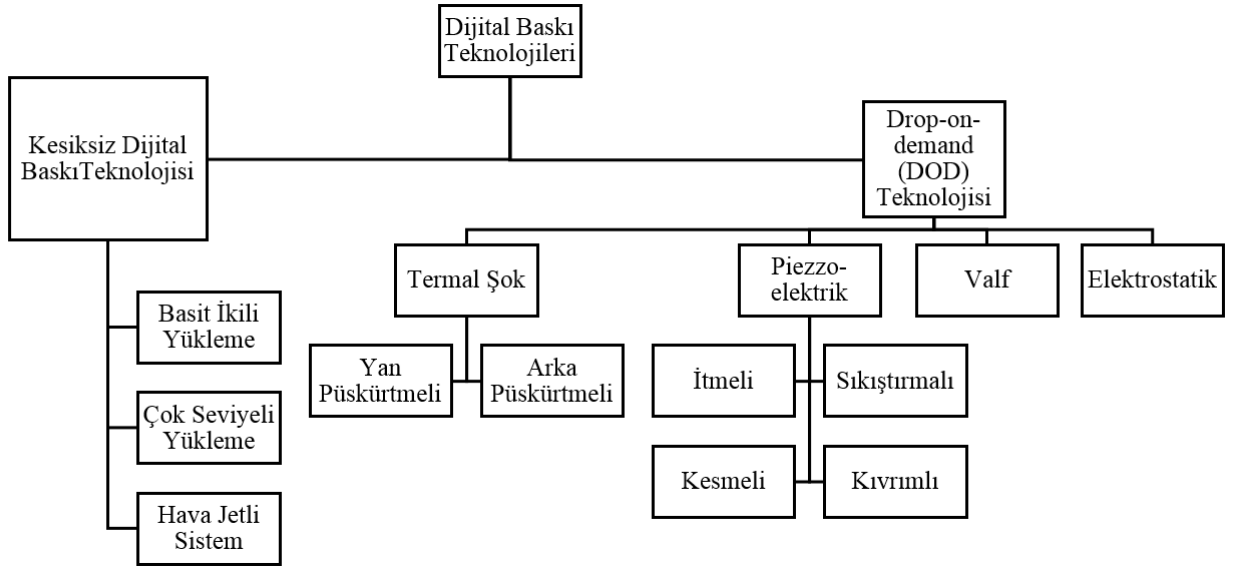 Dijital Baskı
Teknolojileri
Kesiksiz Dijital
BaskıTeknolojisi
Drop-on-
demand
(DOD)
Teknolojisi
Basit İkili
Yükleme
Çok Seviyeli
Yükleme
Hava Jetli
Sistem
Termal Şok
Yan
Püskürtmeli
Arka
Püskürtmeli
Piezzo-
elektrik
İtmeli
Sıkıştırmalı
Kesmeli
Kıvrımlı
Valf
Elektrostatik